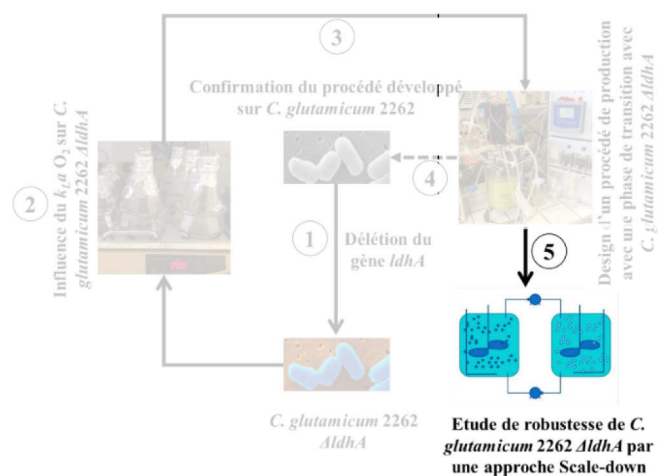 3
Confirmation du procédé développé
sur C. glutamicum 2262
2
Influence du kLa O2 sur C.
glutamicum 2262 ΔldhA
4
Design d'un procédé de production
avec une phase de transition avec
C. glutamicum 2262 ΔldhA
1
Délétion du
gène ldhA
5
C. glutamicum 2262
ΔldhA
Etude de robustesse de C.
glutamicum 2262 ΔldhA par
une approche Scale-down